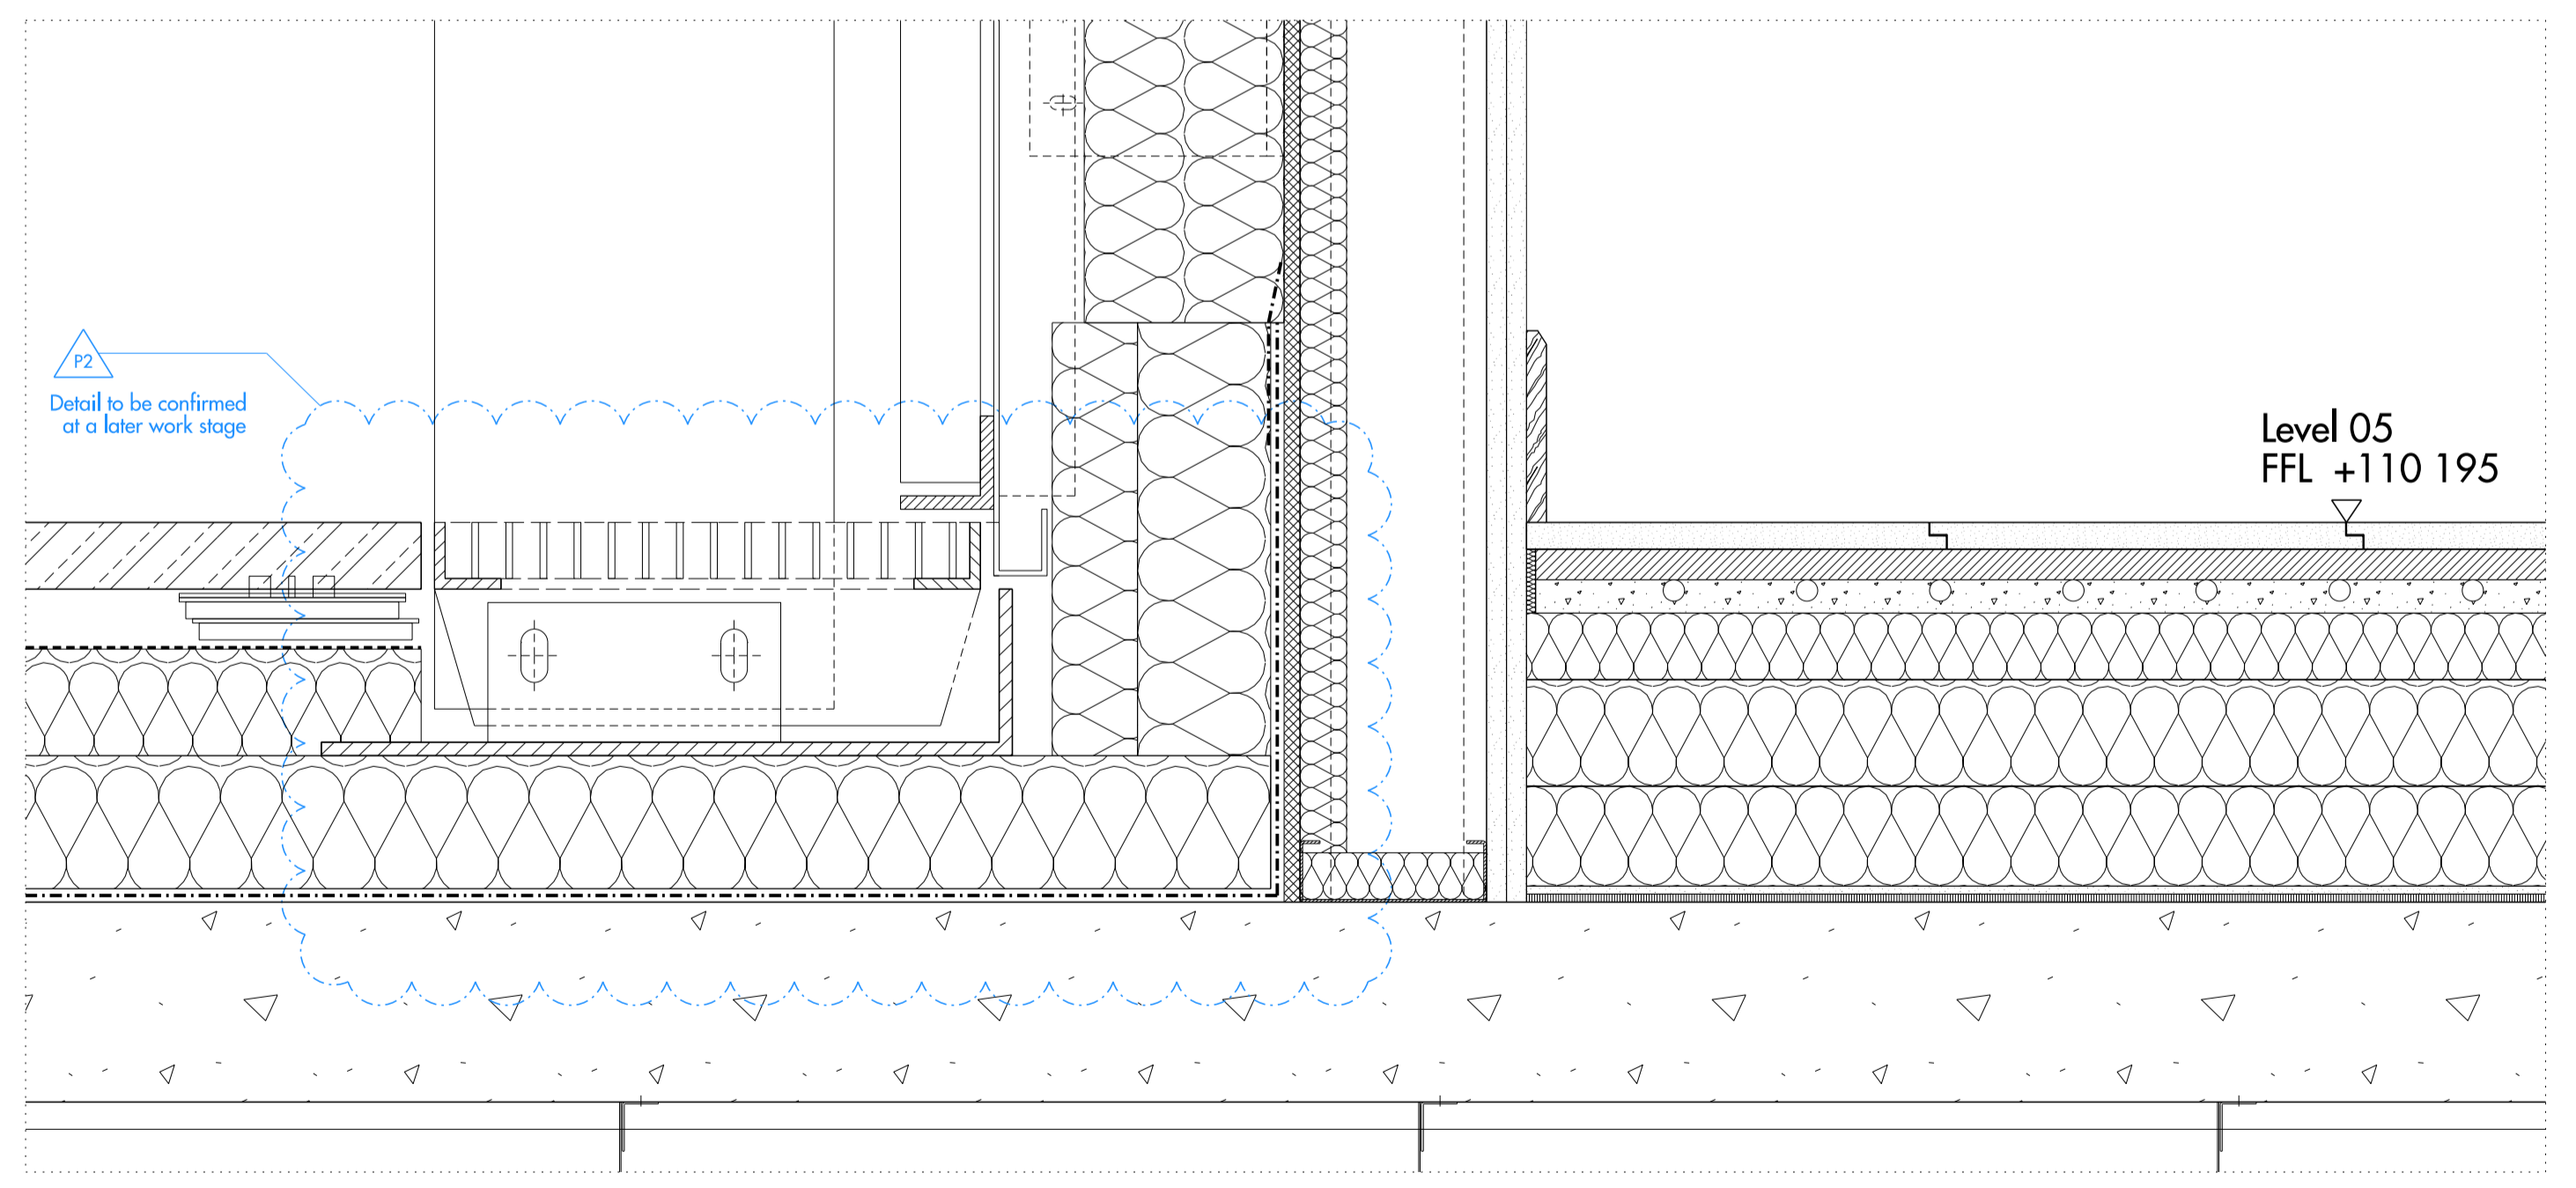 P2
Detail to be confirmed
at a later work stage
Level 05
FFL +110 195